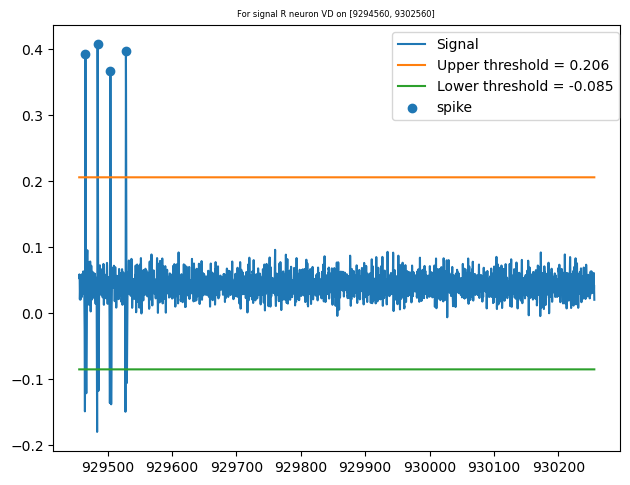 For signal R neuron VD on [9294560, 9302560]
Signal
Upper threshold = 0.206
Lower threshold = -0.085
spike
0.4
0.3
0.2
0.1
0.0
−0.1
−0.2
929500 929600 929700 929800 929900 930000 930100 930200